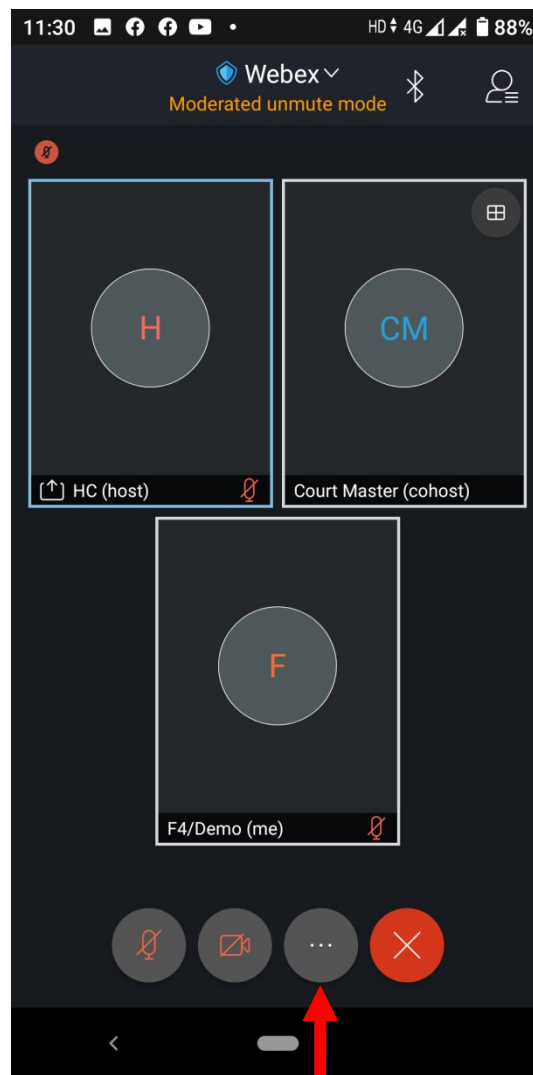 11:30 HD 4G 88%
Webex
Moderated unmute mode
H
CM
HC (host)
Court Master (cohost)
F
F4/Demo (me)